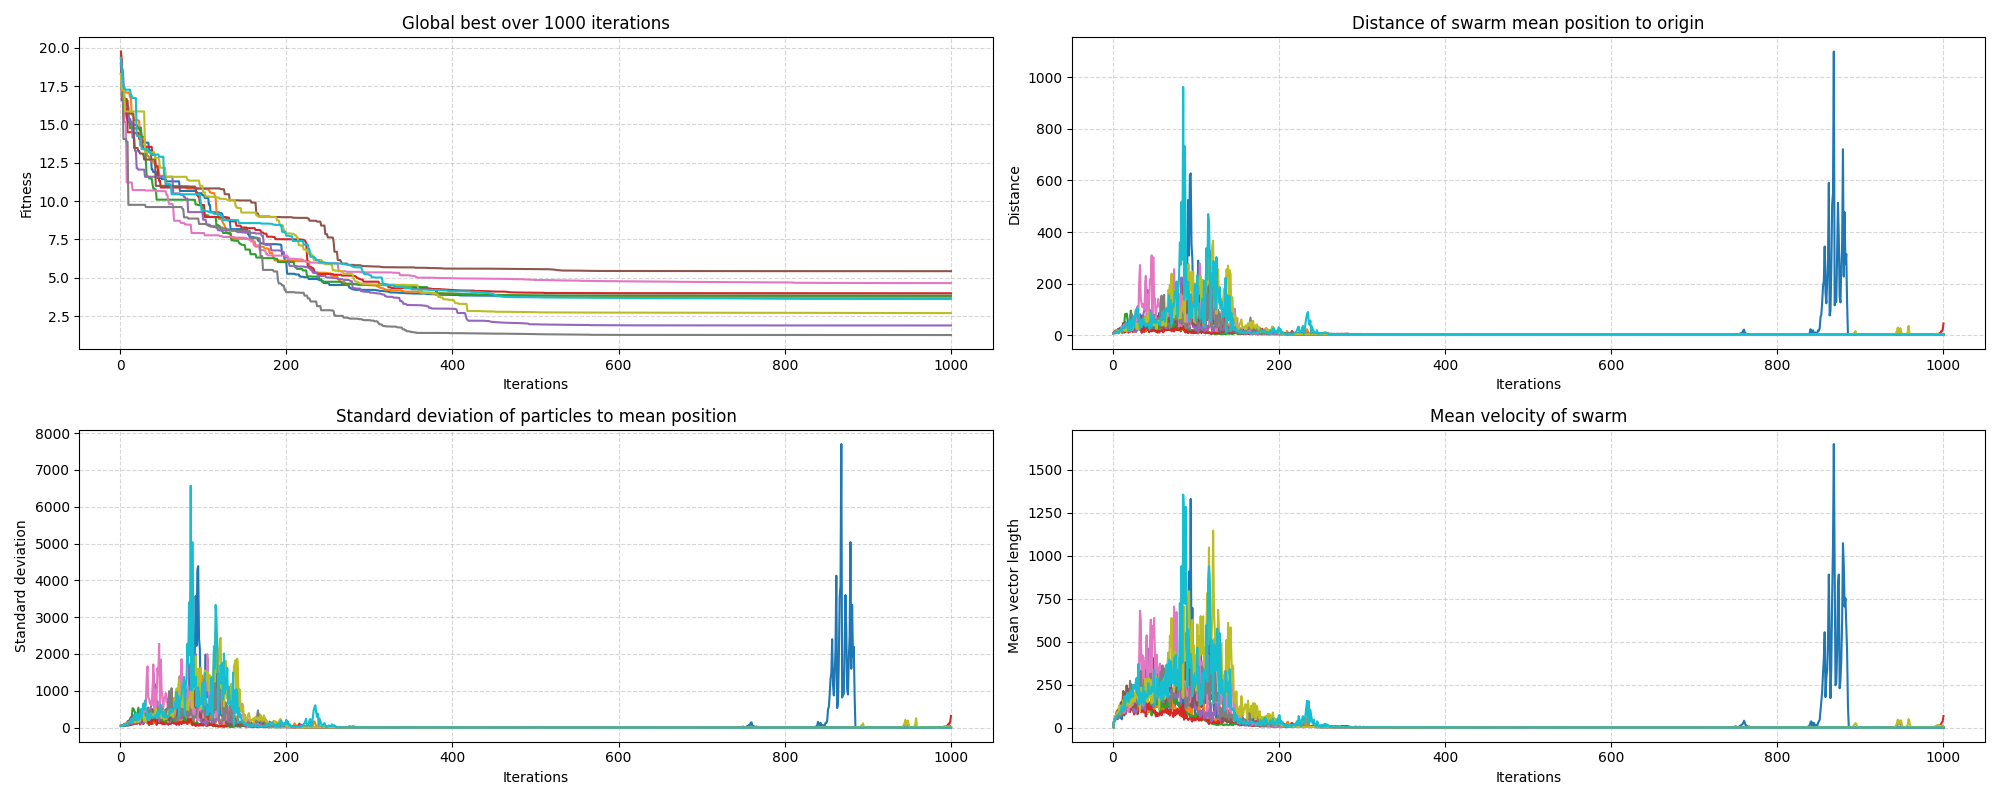 Global best over 1000 iterations
20.0
17.5
15.0
12.5
10.0
7.5
5.0
2.5
Fitness
0 200 400 600 800 1000
Iterations
Distance of swarm mean position to origin
1000
800
600
400
200
0
Distance
0 200 400 600 800 1000
Iterations
Standard deviation of particles to mean position
8000
7000
6000
5000
4000
3000
2000
1000
0
Standard deviation
0 200 400 600 800 1000
Iterations
Mean velocity of swarm
1500
1250
1000
750
500
250
0
Mean vector length
0 200 400 600 800 1000
Iterations